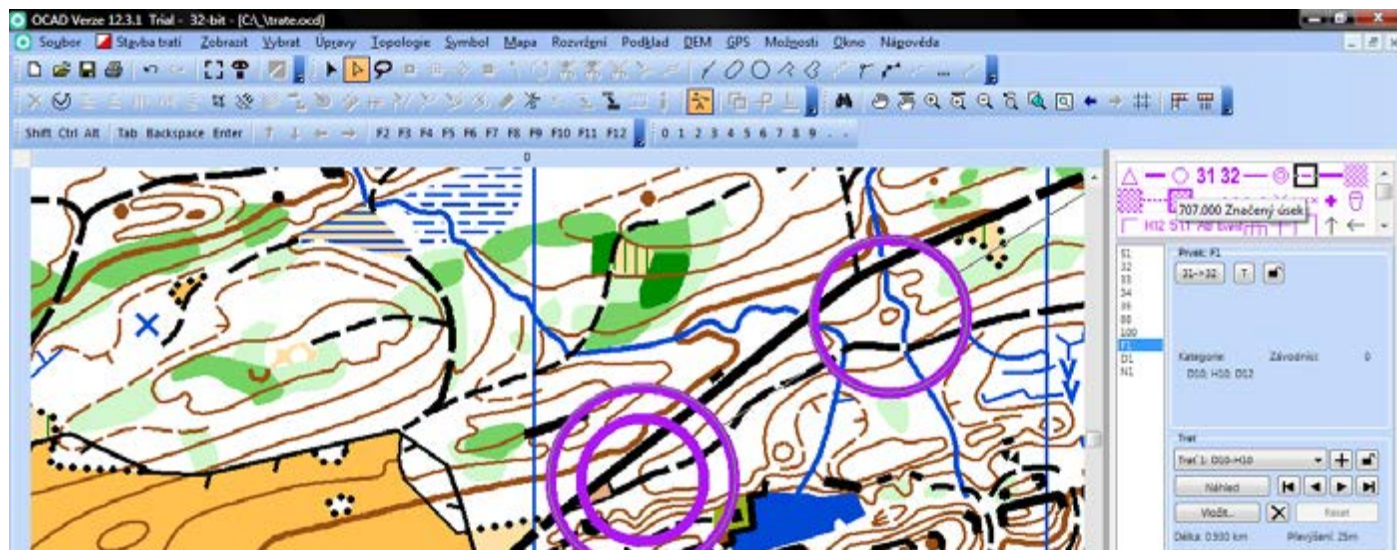 OCAD Verze 12.3.1 Trial - 32-bit - [C:\_\trate.ocd]
Soubor Stavba tratí Zobrazit Vybrat Úpravy Topologie Symbol Mapa Rozvržení Podklad DEM GPS Možnosti Okno Nápověda
Shift Ctrl Alt Tab Backspace Enter F2 F3 F4 F5 F6 F7 F8 F9 F10 F11 F12 0 1 2 3 4 5 6 7 8 9 . -
0
31 32
707.000 Značený úsek
H12
S1
32
33
34
35
88
100
F1
D1
N1
Prvek: F1
31->32 T
Kategorie Závodníci: 0
D10; H10; D12
Trať
Trať 1: D10-H10
Náhled
Vložit... Reset
Délka: 0.900 km Převýšení: 25m